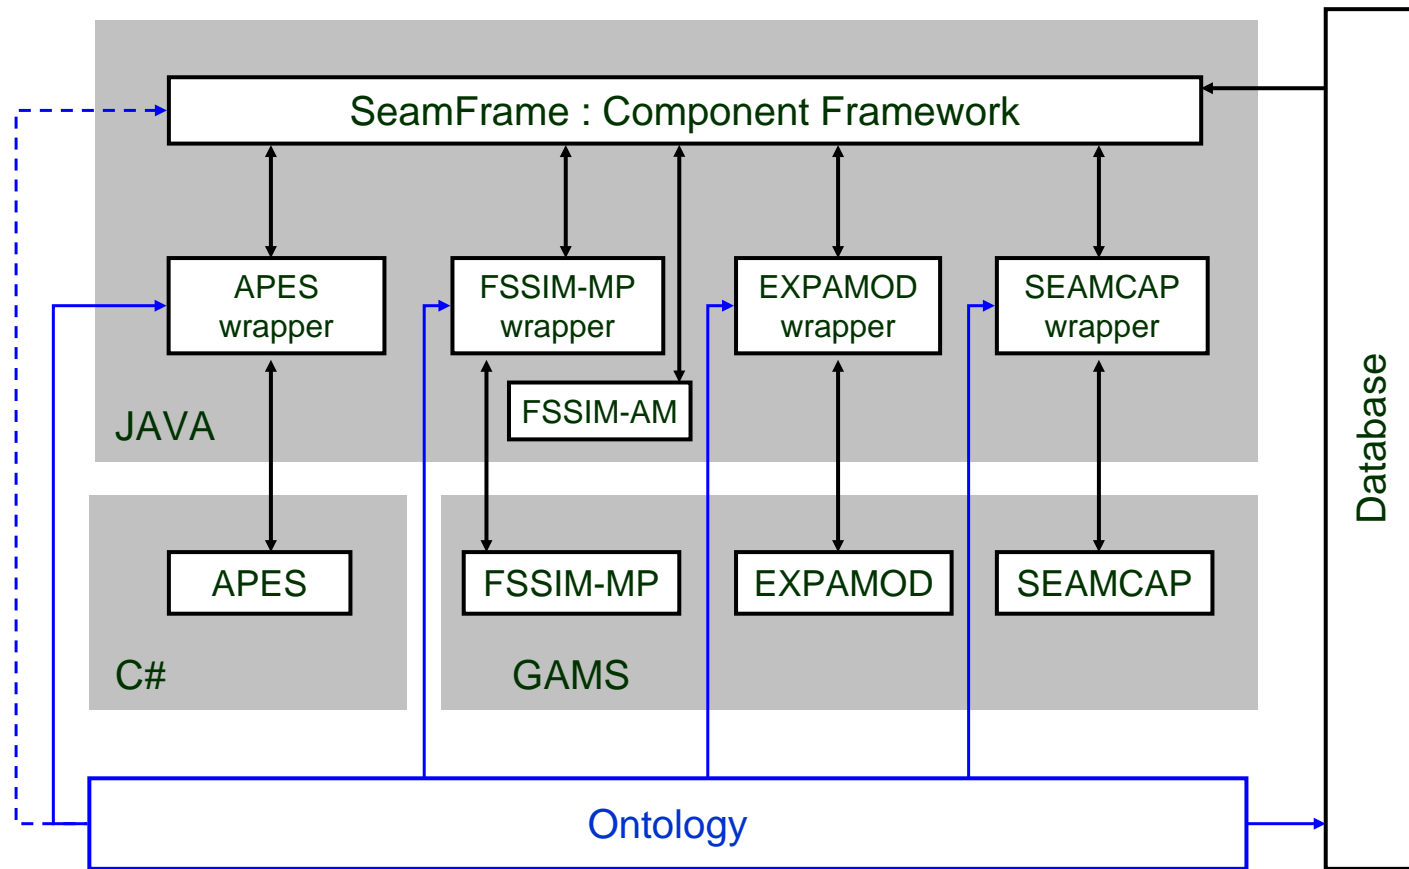 SeamFrame : Component Framework
APES
wrapper
FSSIM-MP
wrapper
EXPAMOD
wrapper
SEAMCAP
wrapper
FSSIM-AM
JAVA
APES
FSSIM-MP
EXPAMOD
SEAMCAP
C#
GAMS
Ontology
Database